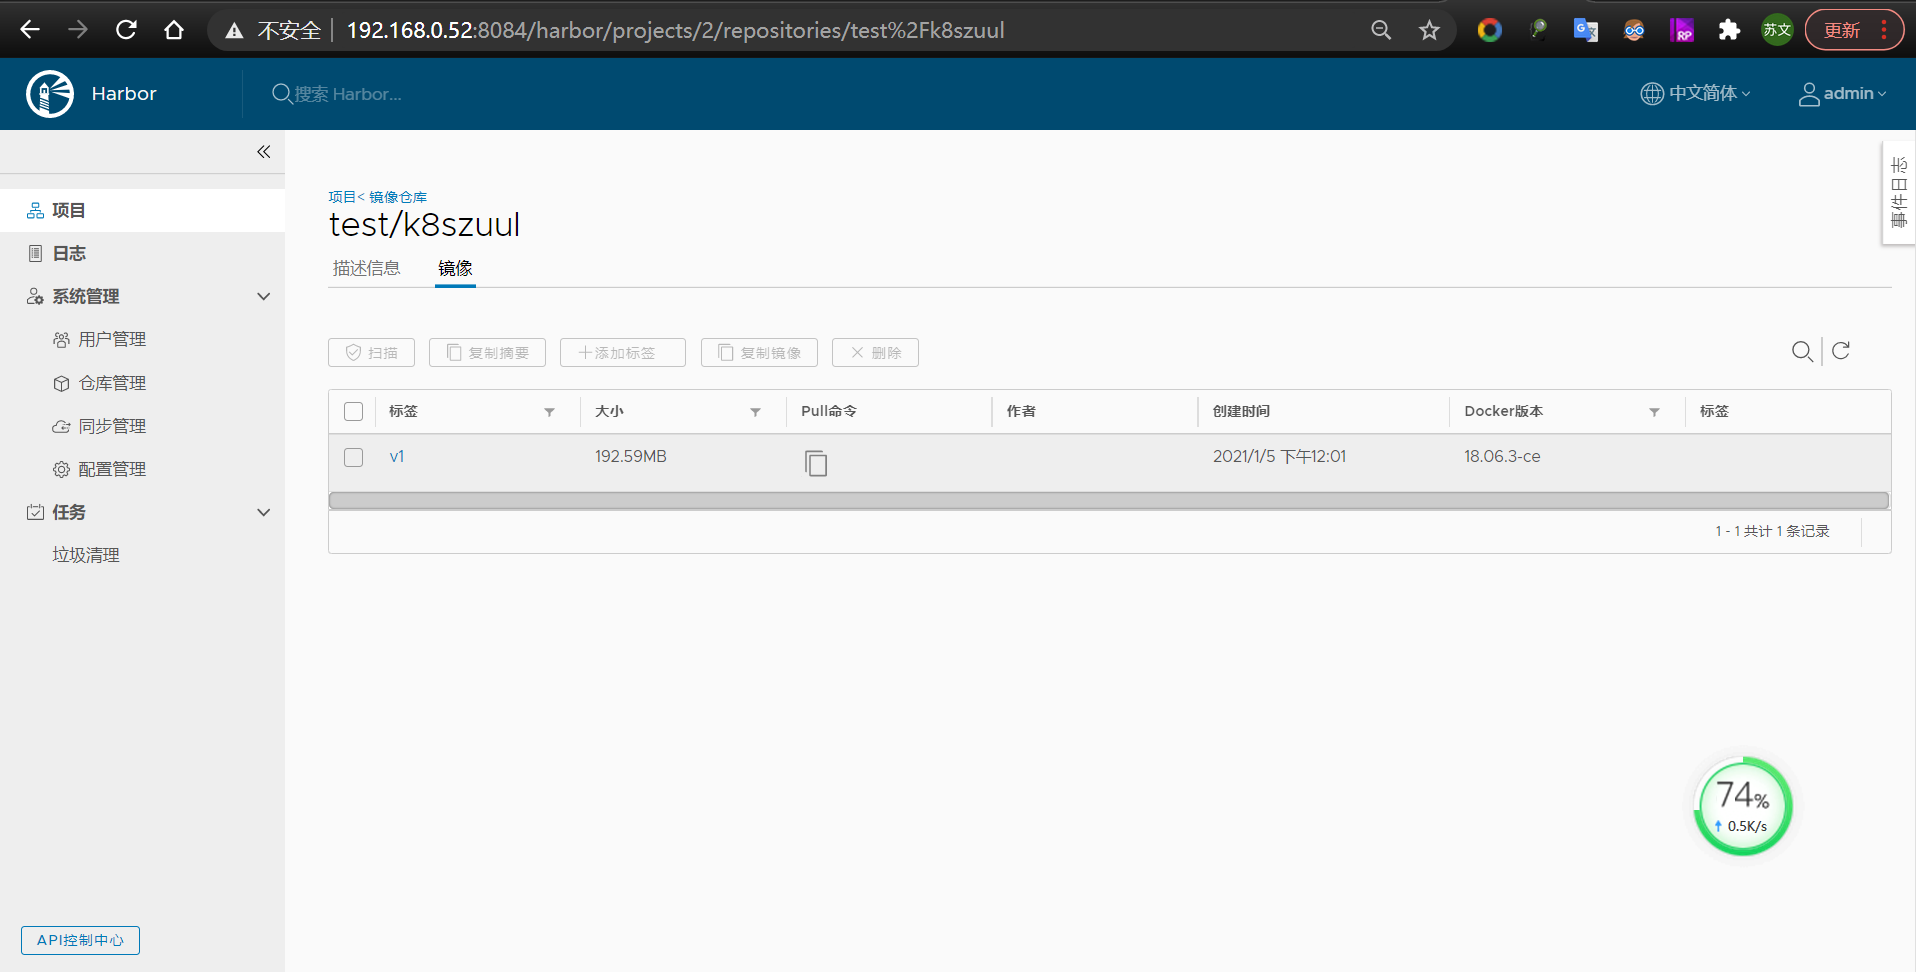 不安全 192.168.0.52:8084/harbor/projects/2/repositories/test%2Fk8szuul 苏文 更新
Harbor 搜索 Harbor... 中文简体 admin
事件日志
项目
日志
系统管理
用户管理
仓库管理
同步管理
配置管理
任务
垃圾清理
API控制中心
项目< 镜像仓库
test/k8szuul
描述信息 镜像
扫描 复制摘要 +添加标签 复制镜像 删除
标签 大小 Pull命令 作者 创建时间 Docker版本 标签
v1 192.59MB 2021/1/5 下午12:01 18.06.3-ce
1 - 1 共计 1 条记录
74%
0.5K/s